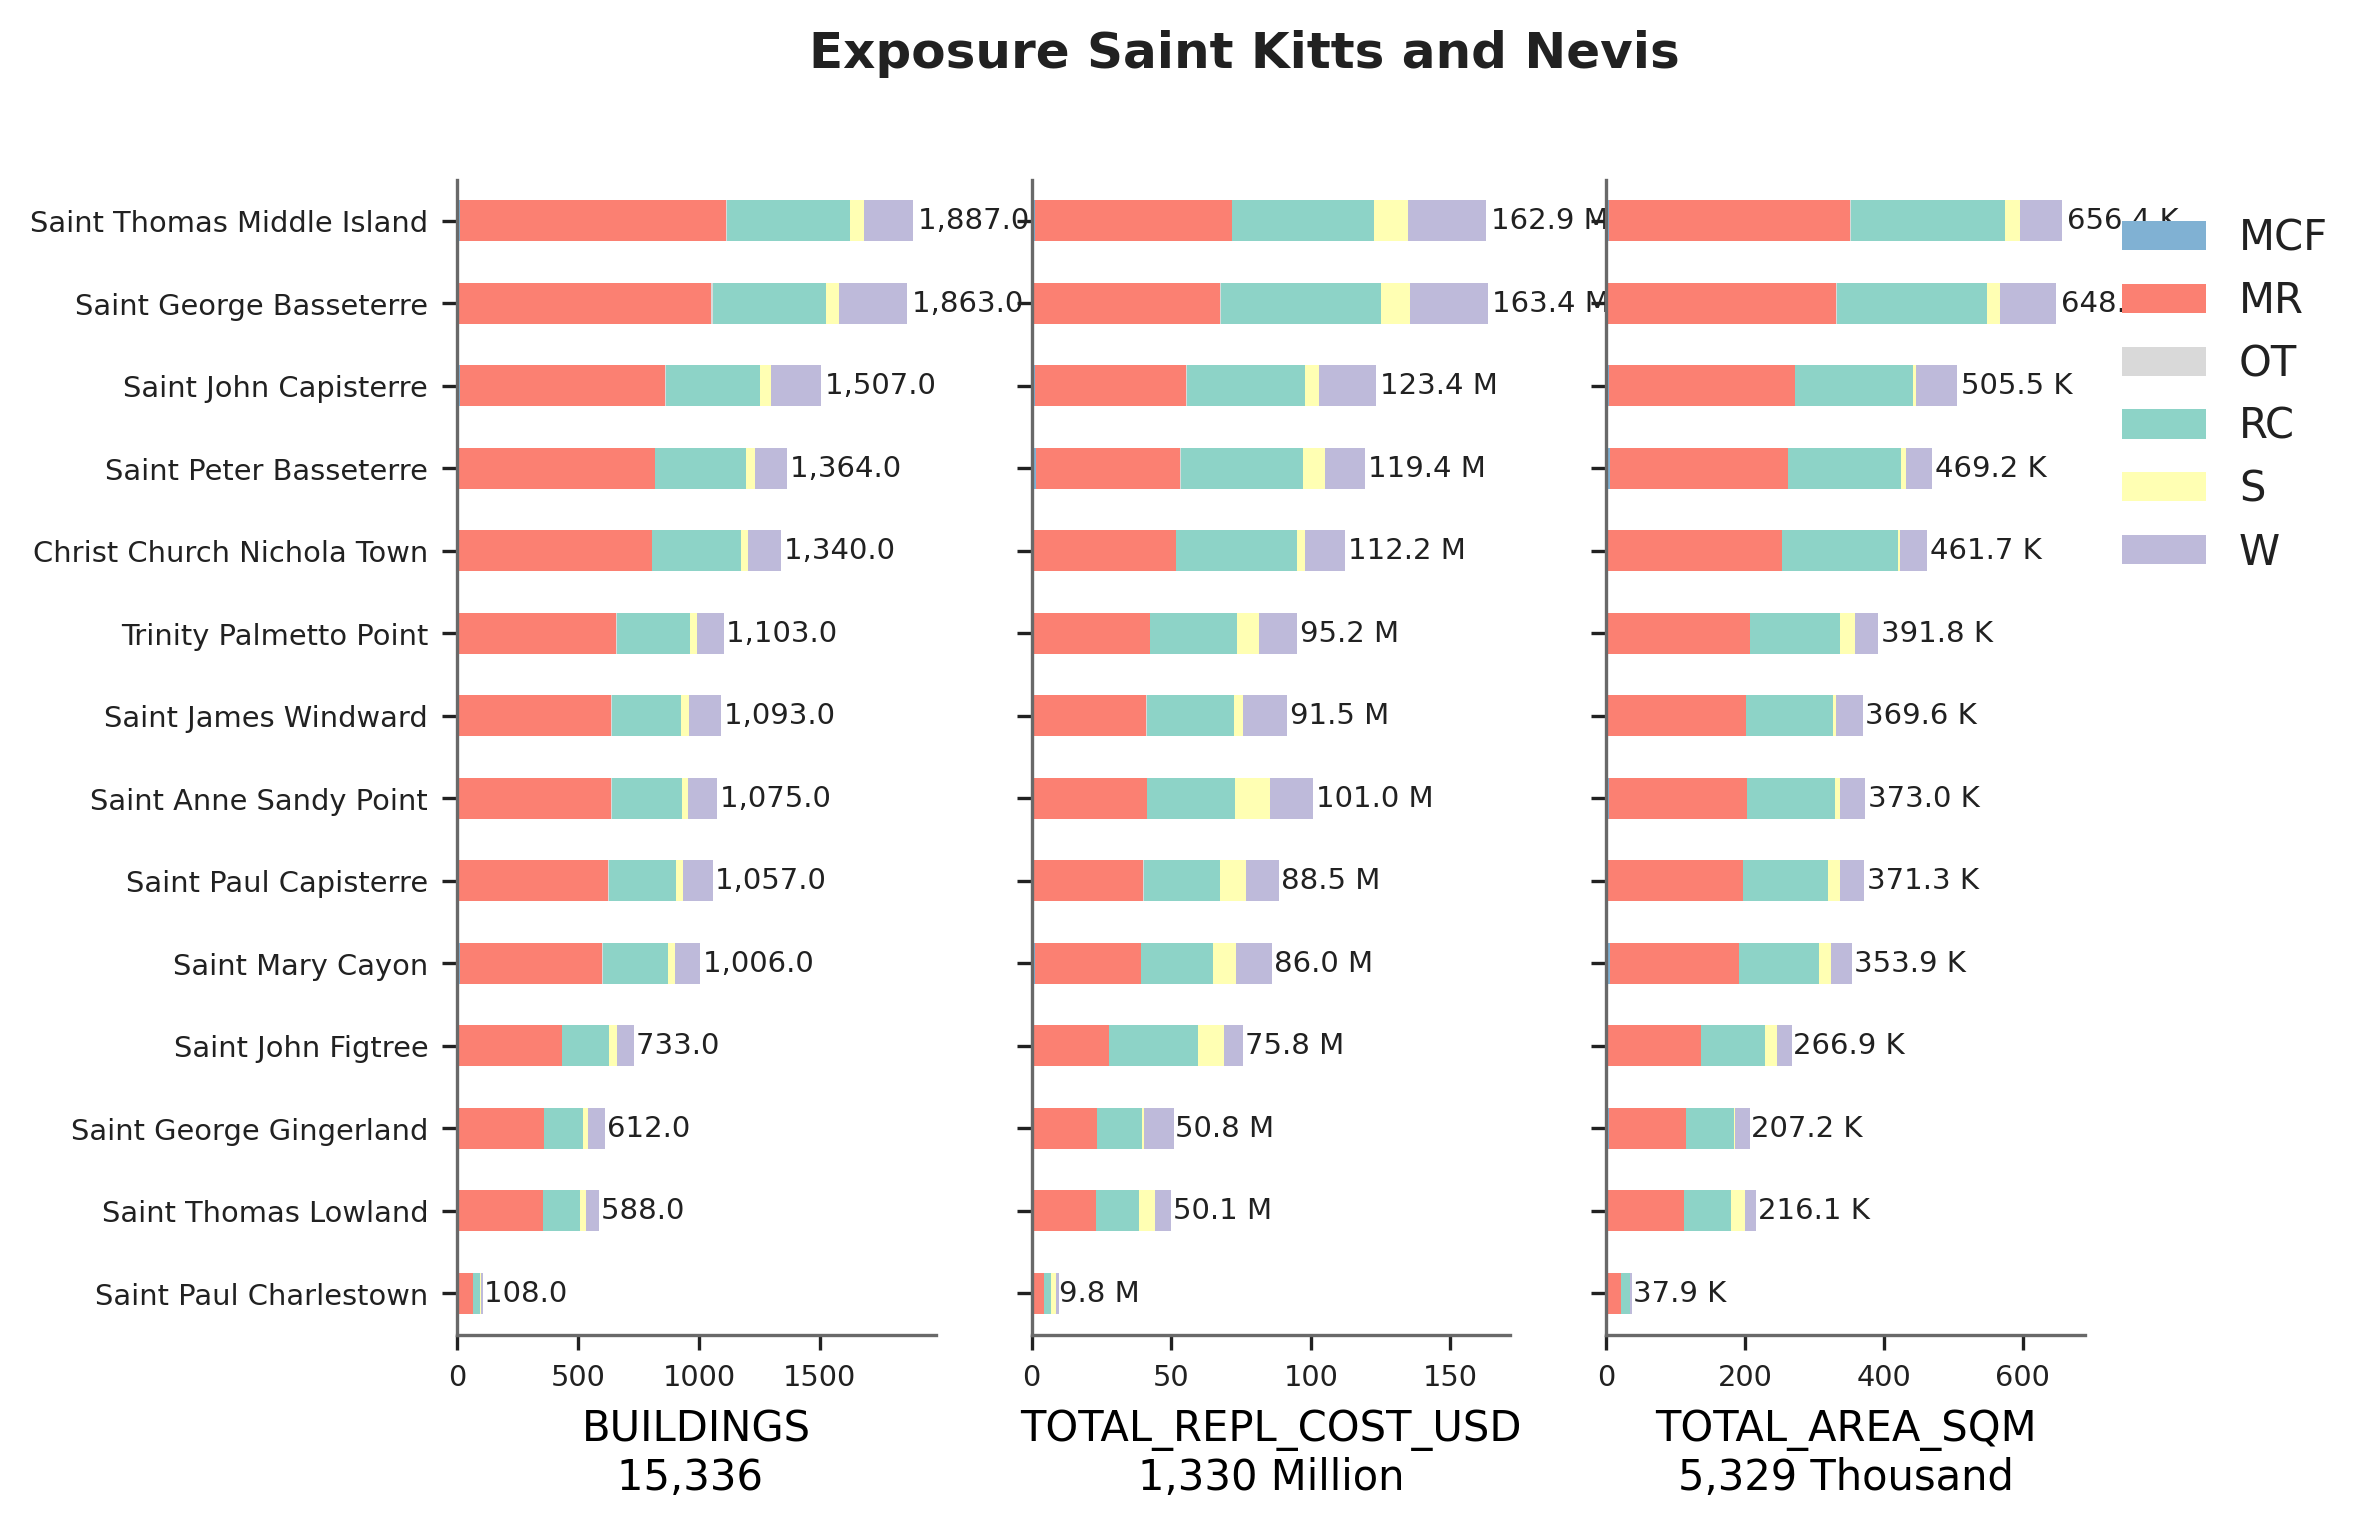 Exposure Saint Kitts and Nevis
Saint Thomas Middle Island 1,887.0 162.9 M 656.4 K
Saint George Basseterre 1,863.0 163.4 M 648.
Saint John Capisterre 1,507.0 123.4 M 505.5 K
Saint Peter Basseterre 1,364.0 119.4 M 469.2 K
Christ Church Nichola Town 1,340.0 112.2 M 461.7 K
Trinity Palmetto Point 1,103.0 95.2 M 391.8 K
Saint James Windward 1,093.0 91.5 M 369.6 K
Saint Anne Sandy Point 1,075.0 101.0 M 373.0 K
Saint Paul Capisterre 1,057.0 88.5 M 371.3 K
Saint Mary Cayon 1,006.0 86.0 M 353.9 K
Saint John Figtree 733.0 75.8 M 266.9 K
Saint George Gingerland 612.0 50.8 M 207.2 K
Saint Thomas Lowland 588.0 50.1 M 216.1 K
Saint Paul Charlestown 108.0 9.8 M 37.9 K
0 500 1000 1500
0 50 100 150
0 200 400 600
BUILDINGS
15,336
TOTAL_REPL_COST_USD
1,330 Million
TOTAL_AREA_SQM
5,329 Thousand
MCF
MR
OT
RC
S
W